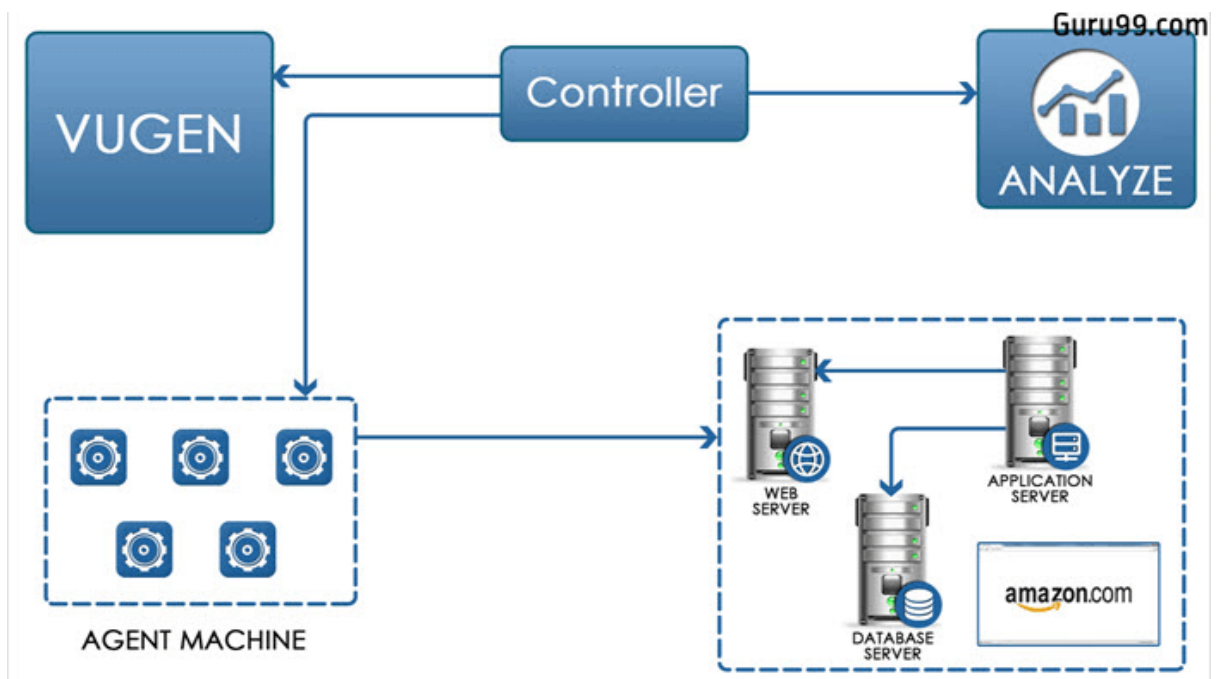 Guru99.com
VUGEN
Controller
ANALYZE
WEB
SERVER
APPLICATION
SERVER
DATABASE
SERVER
amazon.com
AGENT MACHINE